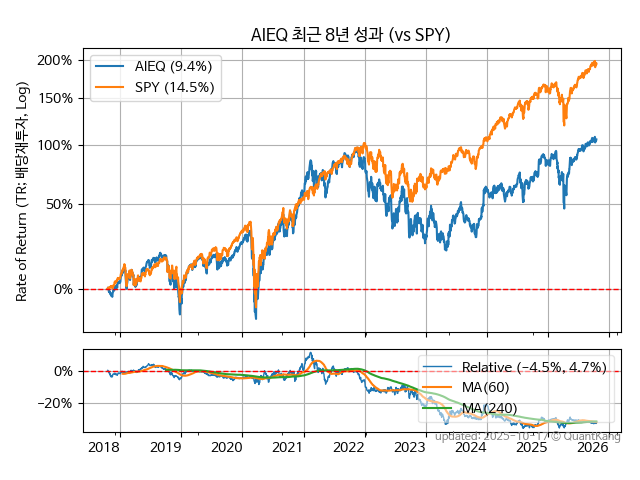 AIEQ 최근 8년 성과 (vs SPY)
AIEQ (9.4%)
SPY (14.5%)
Rate of Return (TR: 배당재투자, Log)
200%
150%
100%
50%
0%
Relative (-4.5%, 4.7%)
MA(60)
MA(240)
0%
-20%
updated: 2025-10-17 © QuantKang
2018 2019 2020 2021 2022 2023 2024 2025 2026